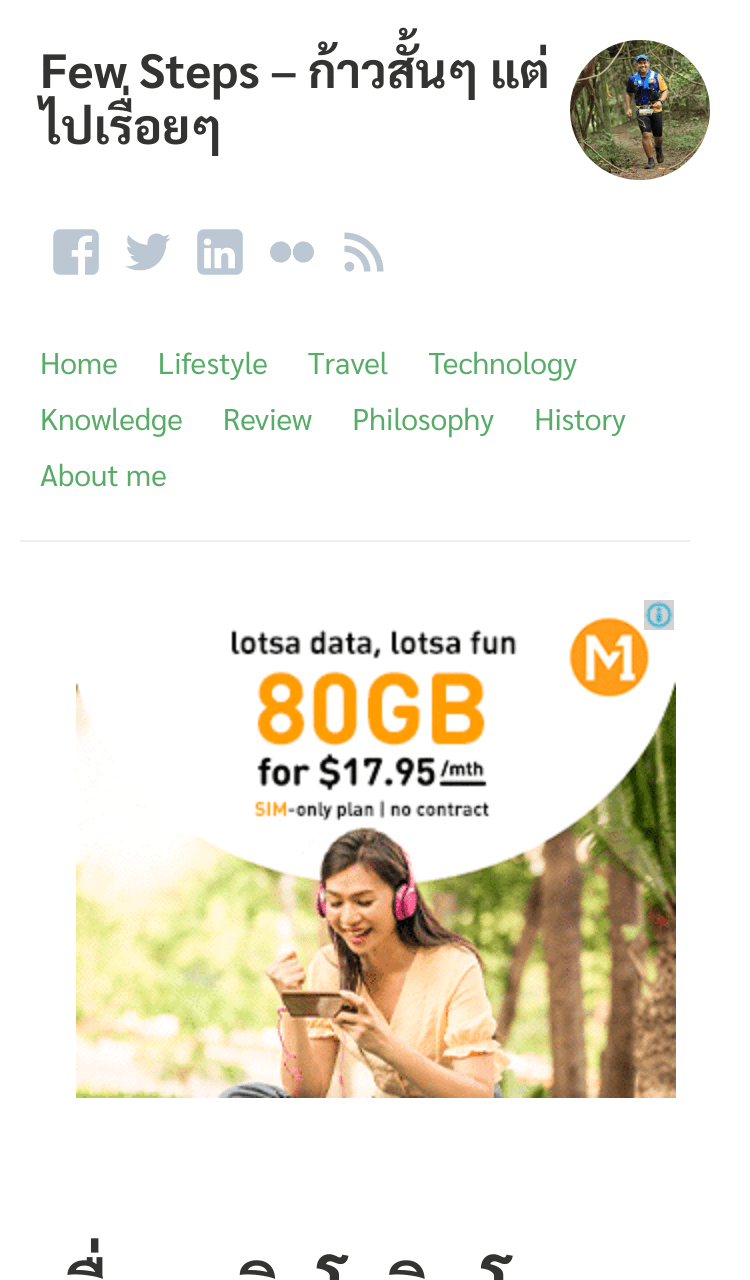 Few Steps – ก้าวสั้นๆ แต่
ไปเรื่อยๆ
Home Lifestyle Travel Technology
Knowledge Review Philosophy History
About me
lotsa data, lotsa fun
M1
80GB
for $17.95/mth
SIM-only plan | no contract